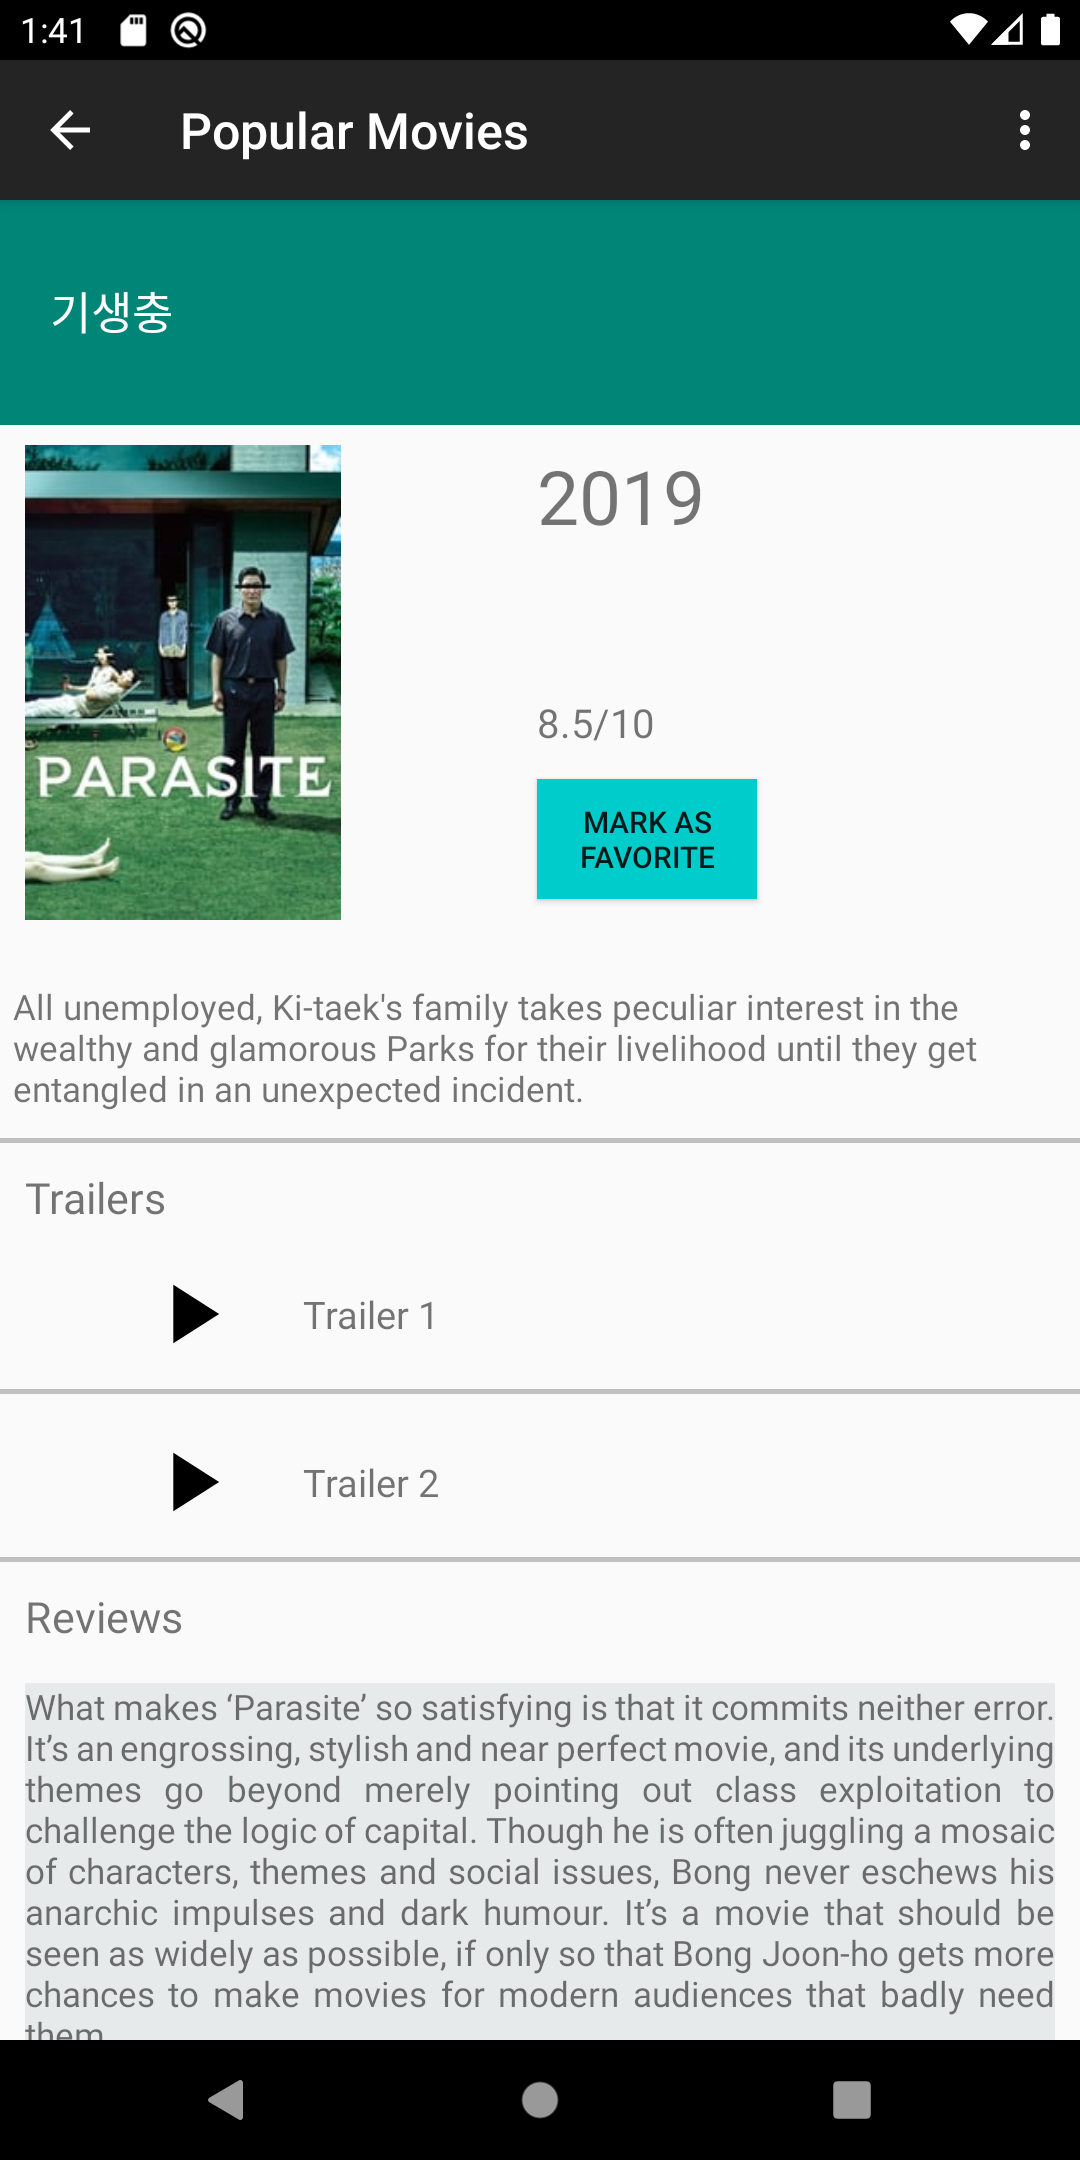 1:41
Popular Movies
기생충
PARASITE
2019
8.5/10
MARK AS
FAVORITE
All unemployed, Ki-taek's family takes peculiar interest in the
wealthy and glamorous Parks for their livelihood until they get
entangled in an unexpected incident.
Trailers
Trailer 1
Trailer 2
Reviews
What makes ‘Parasite’ so satisfying is that it commits neither error.
It’s an engrossing, stylish and near perfect movie, and its underlying
themes go beyond merely pointing out class exploitation to
challenge the logic of capital. Though he is often juggling a mosaic
of characters, themes and social issues, Bong never eschews his
anarchic impulses and dark humour. It’s a movie that should be
seen as widely as possible, if only so that Bong Joon-ho gets more
chances to make movies for modern audiences that badly need
them